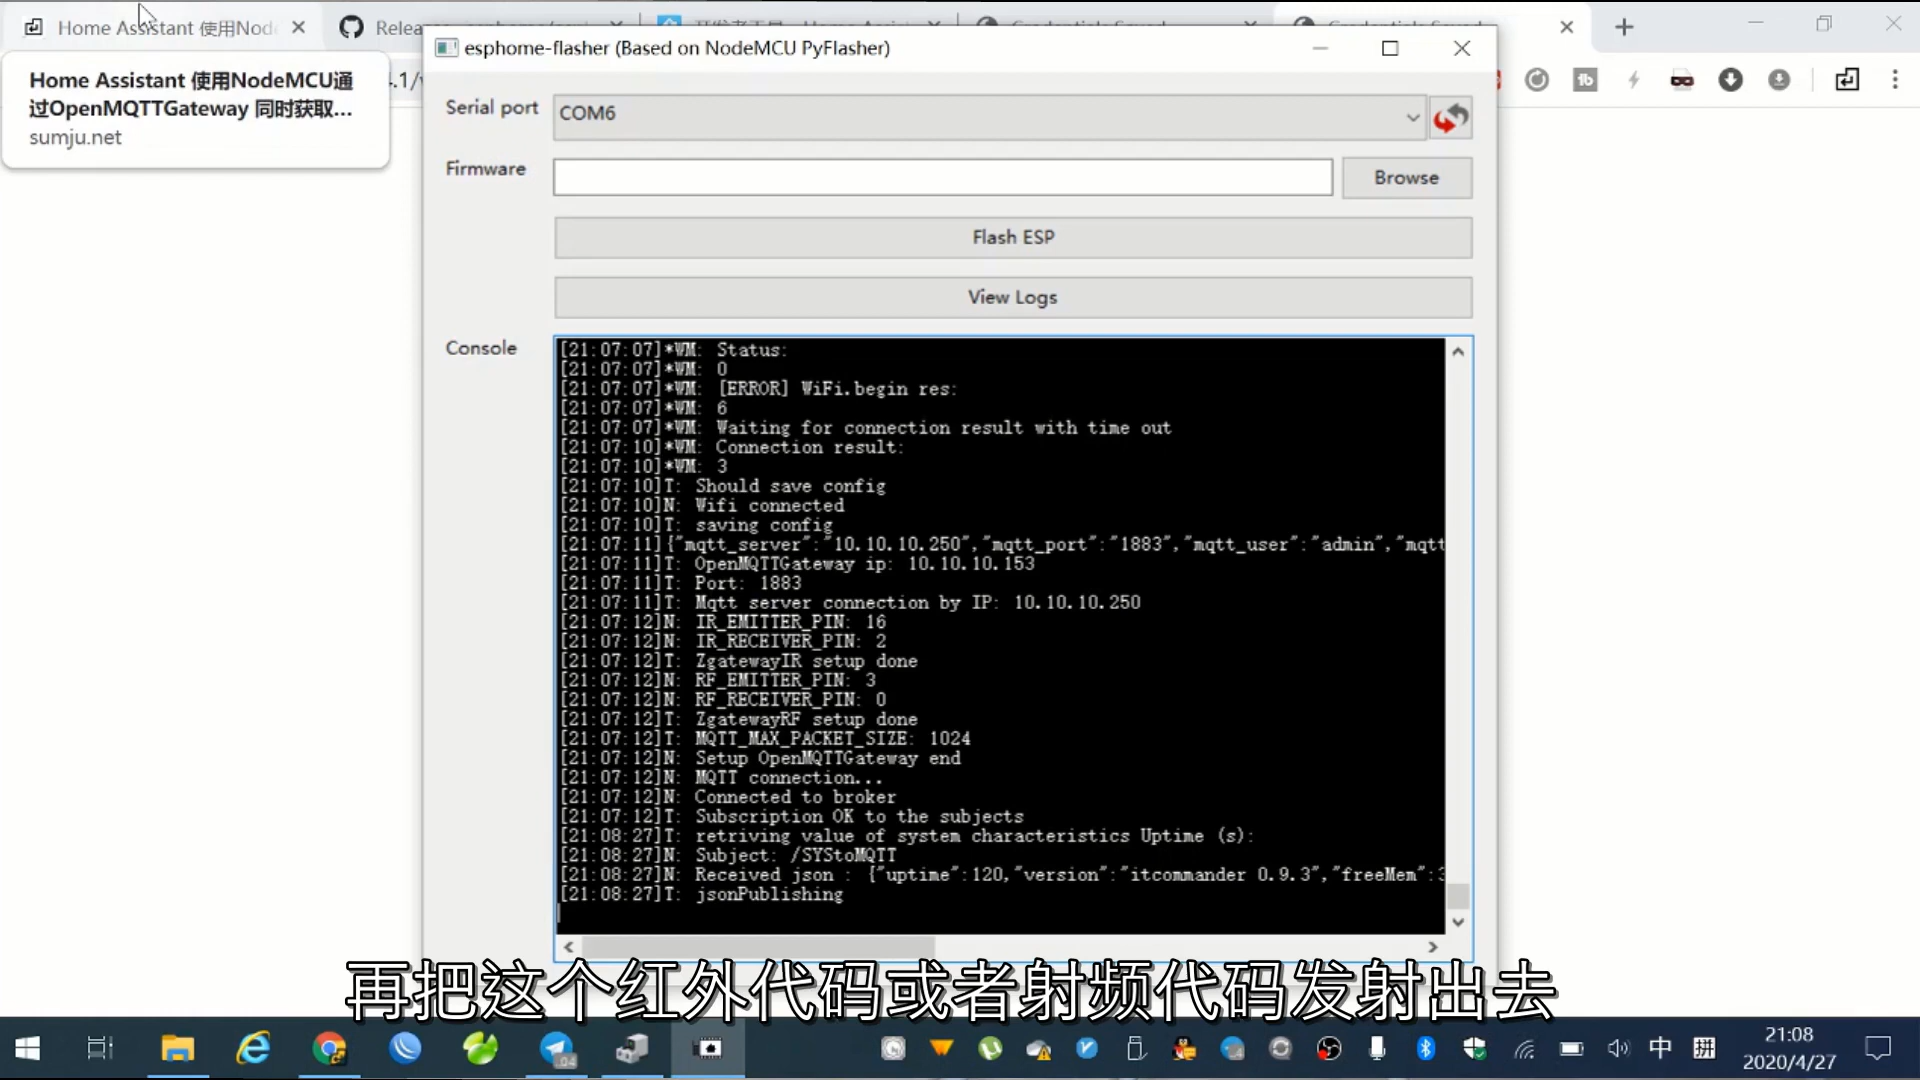 Home Assistant 使用Nod
Relea
Home Assistant 使用NodeMCU通
过OpenMQTTGateway 同时获取...
sumju.net
esphome-flasher (Based on NodeMCU PyFlasher)
Serial port
COM6
Firmware
Browse
Flash ESP
View Logs
Console
[21:07:07]*WM: Status:
[21:07:07]*WM: 0
[21:07:07]*WM: [ERROR] WiFi.begin res:
[21:07:07]*WM: 6
[21:07:07]*WM: Waiting for connection result with time out
[21:07:10]*WM: Connection result:
[21:07:10]*WM: 3
[21:07:10]T: Should save config
[21:07:10]N: Wifi connected
[21:07:10]T: saving config
[21:07:11]{"mqtt_server":"10.10.10.250","mqtt_port":"1883","mqtt_user":"admin","mqtt
[21:07:11]T: OpenMQTTGateway ip: 10.10.10.153
[21:07:11]T: Port: 1883
[21:07:11]T: Mqtt server connection by IP: 10.10.10.250
[21:07:12]N: IR_EMITTER_PIN: 16
[21:07:12]N: IR_RECEIVER_PIN: 2
[21:07:12]T: ZgatewayIR setup done
[21:07:12]N: RF_EMITTER_PIN: 3
[21:07:12]N: RF_RECEIVER_PIN: 0
[21:07:12]T: ZgatewayRF setup done
[21:07:12]T: MQTT_MAX_PACKET_SIZE: 1024
[21:07:12]N: Setup OpenMQTTGateway end
[21:07:12]N: MQTT connection...
[21:07:12]N: Connected to broker
[21:07:12]T: Subscription OK to the subjects
[21:08:27]T: retriving value of system characteristics Uptime (s):
[21:08:27]N: Subject: /SYStoMQTT
[21:08:27]N: Received json : {"uptime":120,"version":"itcommander 0.9.3","freeMem":3
[21:08:27]T: jsonPublishing
再把这个红外代码或者射频代码发射出去
中
拼
21:08
2020/4/27